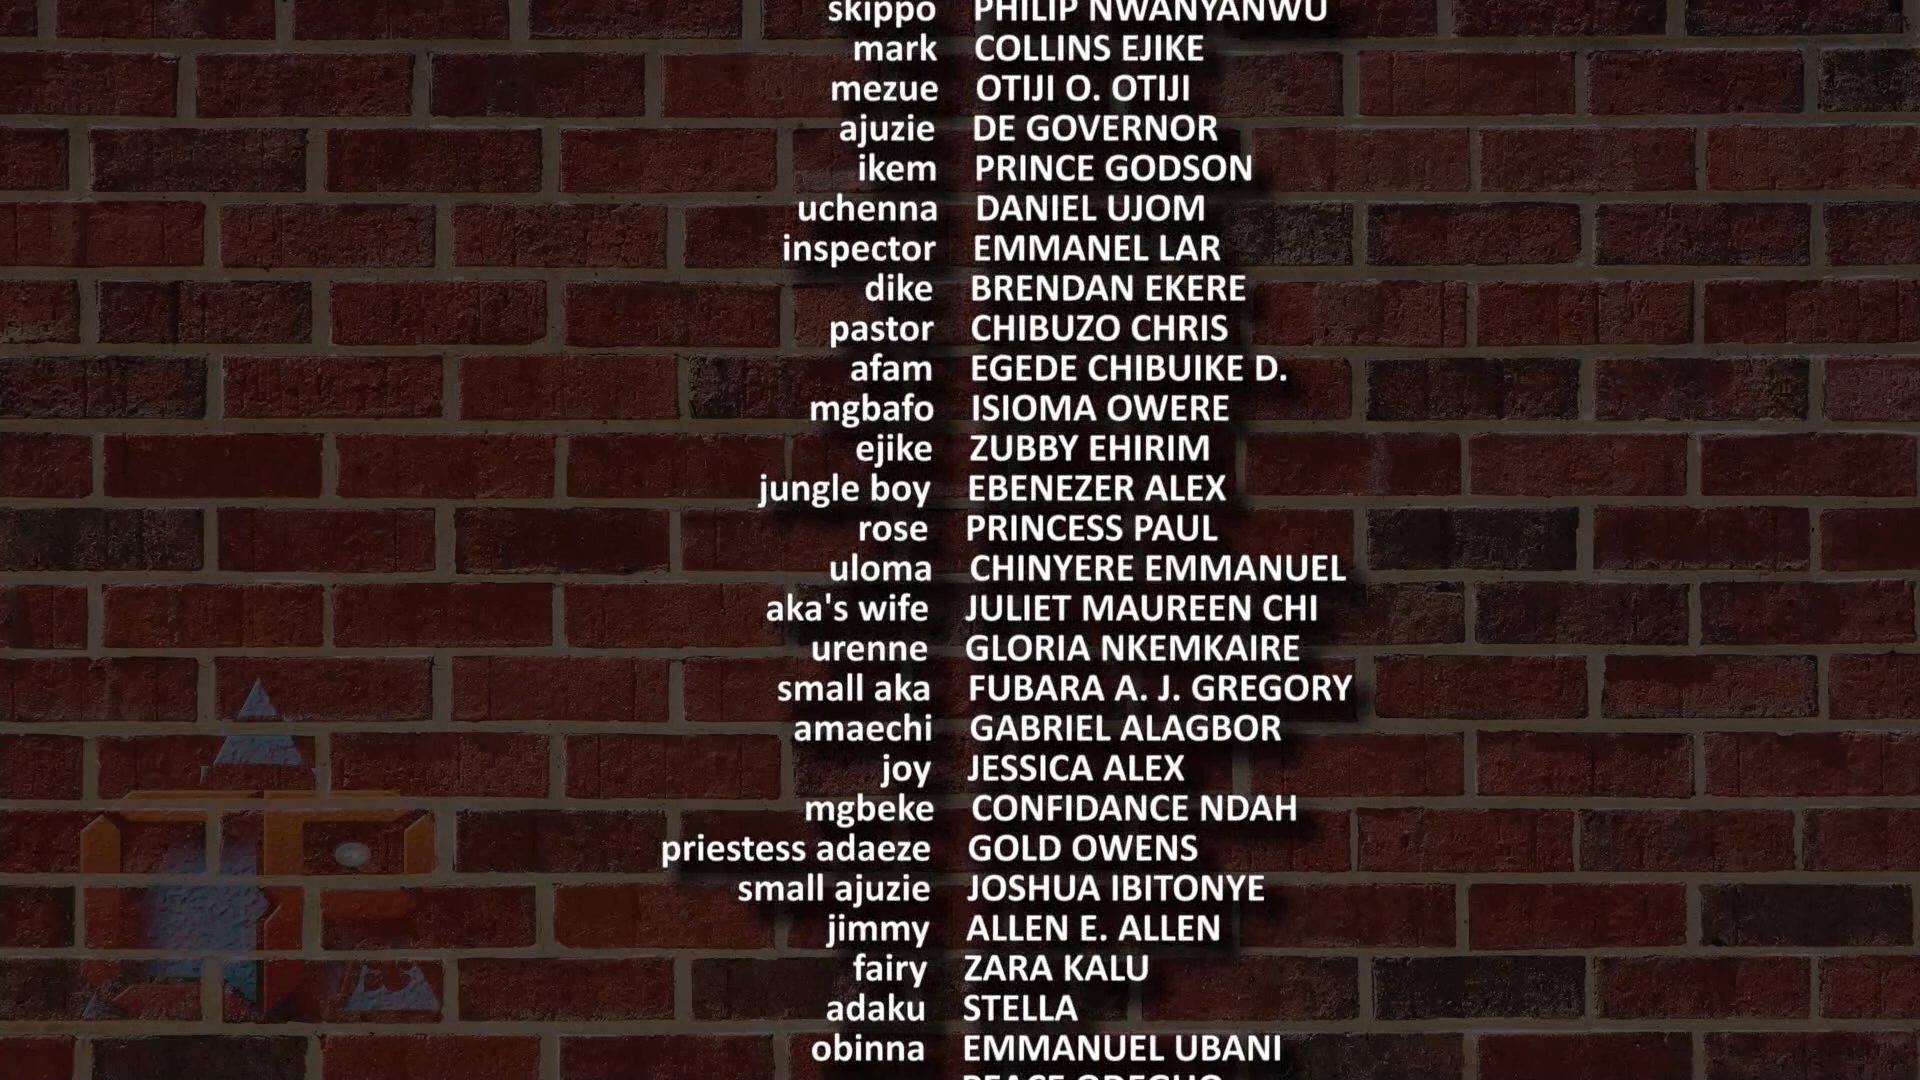 skippo PHILIP NWANYANWU
mark COLLINS EJIKE
mezue OTIJI O. OTIJI
ajuzie DE GOVERNOR
ikem PRINCE GODSON
uchenna DANIEL UJOM
inspector EMMANEL LAR
dike BRENDAN EKERE
pastor CHIBUZO CHRIS
afam EGEDE CHIBUIKE D.
mgbafo ISIOMA OWERE
ejike ZUBBY EHIRIM
jungle boy EBENEZER ALEX
rose PRINCESS PAUL
uloma CHINYERE EMMANUEL
aka's wife JULIET MAUREEN CHI
urenne GLORIA NKEMKAIRE
small aka FUBARA A. J. GREGORY
amaechi GABRIEL ALAGBOR
joy JESSICA ALEX
mgbeke CONFIDANCE NDAH
priestess adaeze GOLD OWENS
small ajuzie JOSHUA IBITONYE
jimmy ALLEN E. ALLEN
fairy ZARA KALU
adaku STELLA
obinna EMMANUEL UBANI